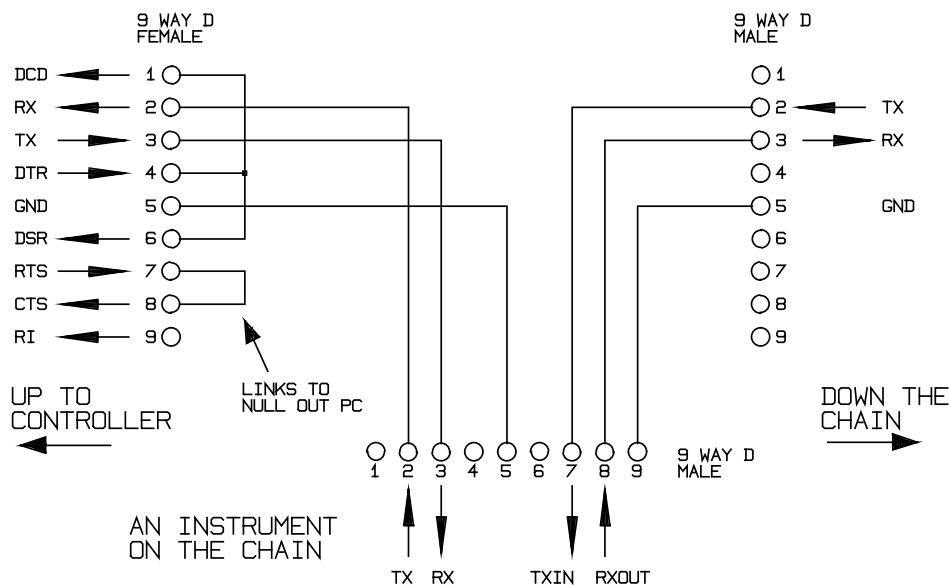 9 WAY D
FEMALE
9 WAY D
MALE
DCD 1 1
RX 2 2 TX
TX 3 3 RX
DTR 4 4
GND 5 5 GND
DSR 6 6
RTS 7 7
CTS 8 8
RI 9 9
LINKS TO
NULL OUT PC
UP TO
CONTROLLER
DOWN THE
CHAIN
1 2 3 4 5 6 7 8 9
9 WAY D
MALE
AN INSTRUMENT
ON THE CHAIN
TX RX TXIN RXOUT